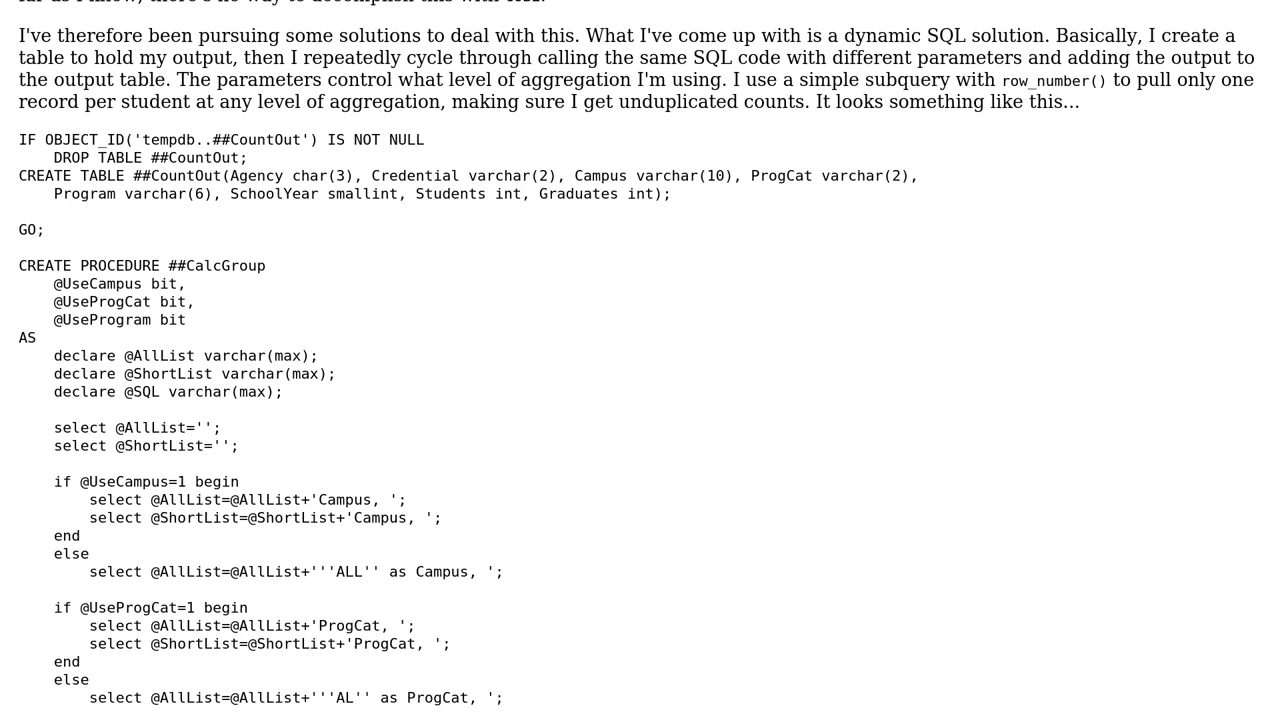 I've therefore been pursuing some solutions to deal with this. What I've come up with is a dynamic SQL solution. Basically, I create a
table to hold my output, then I repeatedly cycle through calling the same SQL code with different parameters and adding the output to
the output table. The parameters control what level of aggregation I'm using. I use a simple subquery with row_number() to pull only one
record per student at any level of aggregation, making sure I get unduplicated counts. It looks something like this...
IF OBJECT_ID('tempdb..##CountOut') IS NOT NULL
    DROP TABLE ##CountOut;
CREATE TABLE ##CountOut(Agency char(3), Credential varchar(2), Campus varchar(10), ProgCat varchar(2),
    Program varchar(6), SchoolYear smallint, Students int, Graduates int);
GO;
CREATE PROCEDURE ##CalcGroup
    @UseCampus bit,
    @UseProgCat bit,
    @UseProgram bit
AS
    declare @AllList varchar(max);
    declare @ShortList varchar(max);
    declare @SQL varchar(max);
    select @AllList='';
    select @ShortList='';
    if @UseCampus=1 begin
        select @AllList=@AllList+'Campus, ';
        select @ShortList=@ShortList+'Campus, ';
    end
    else
        select @AllList=@AllList+'''ALL'' as Campus, ';
    if @UseProgCat=1 begin
        select @AllList=@AllList+'ProgCat, ';
        select @ShortList=@ShortList+'ProgCat, ';
    end
    else
        select @AllList=@AllList+'''AL'' as ProgCat, ';